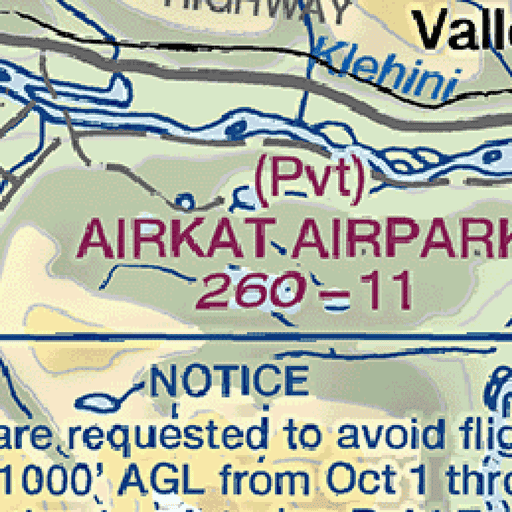 HIGHWAY
Valle
Klehini
(Pvt)
AIRKAT AIRPARK
260 – 11
NOTICE
are requested to avoid flig
1000' AGL from Oct 1 thro